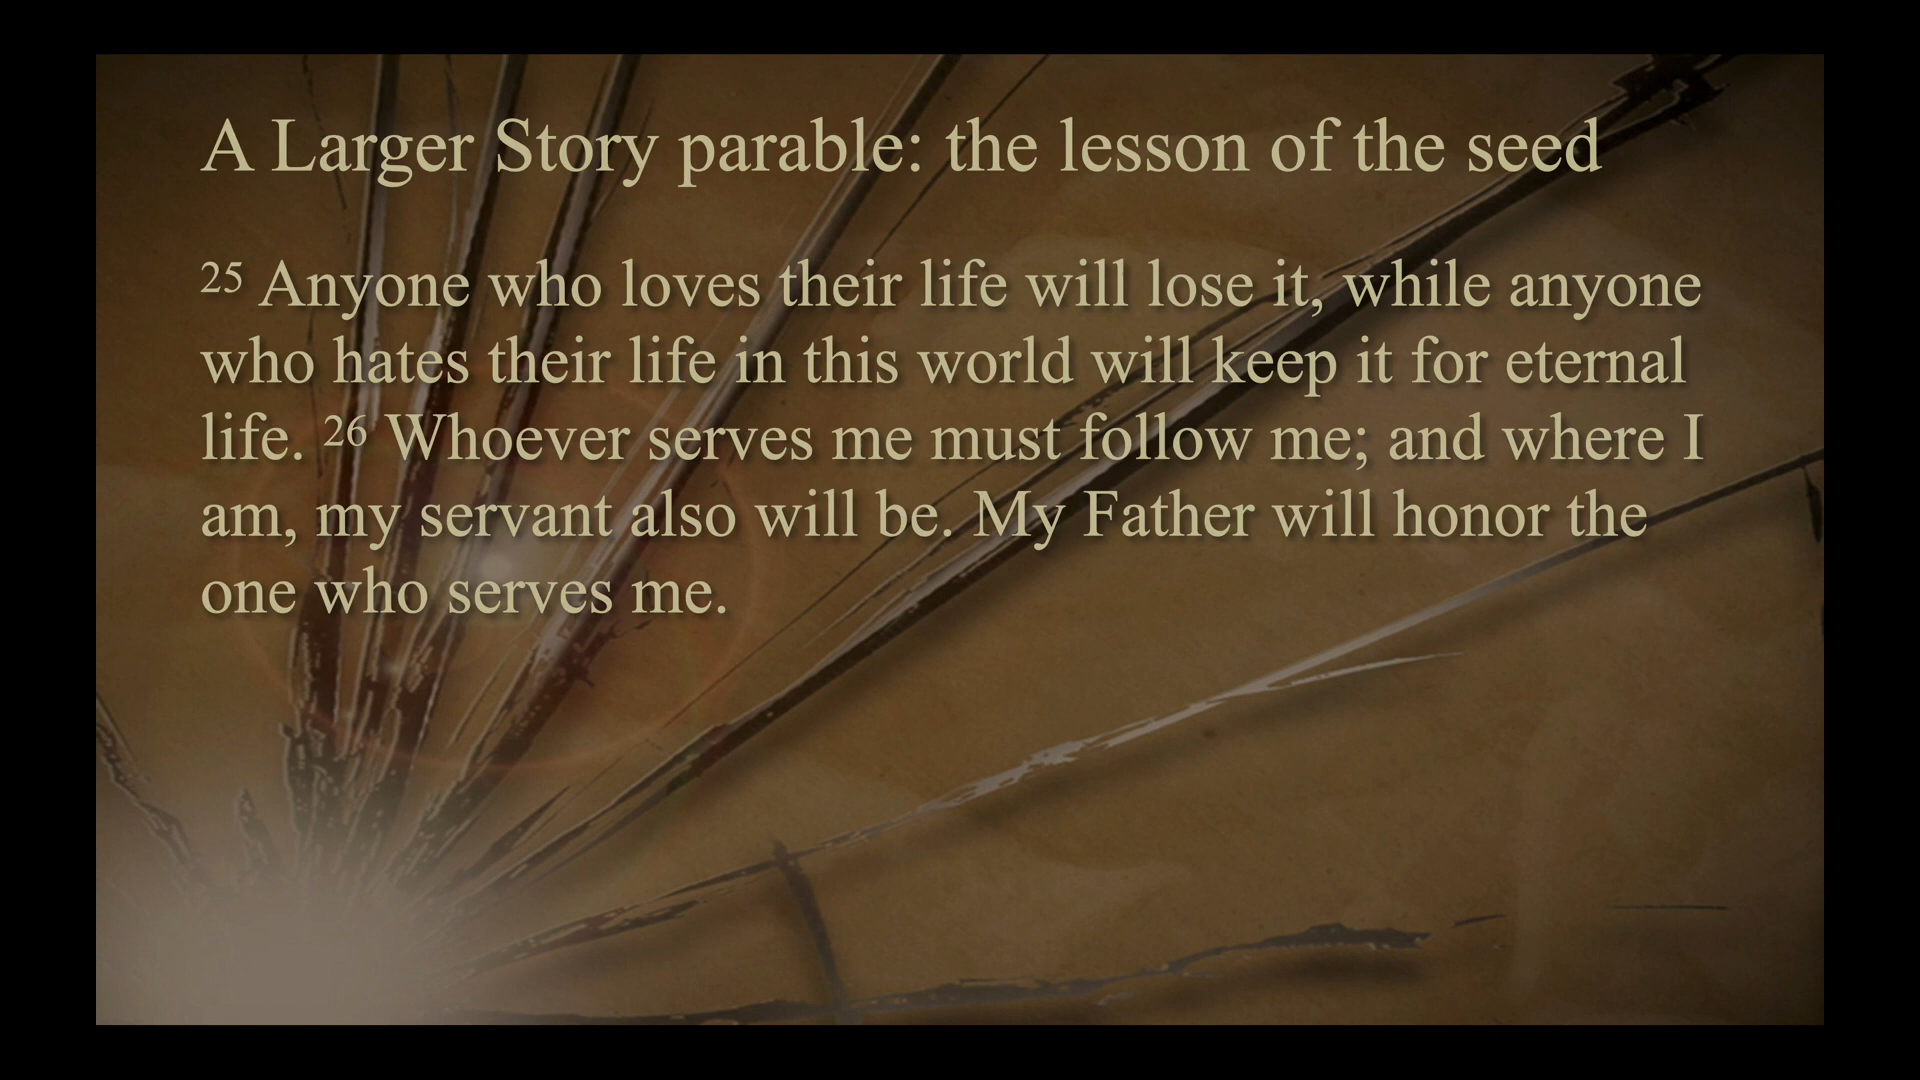 A Larger Story parable: the lesson of the seed
25 Anyone who loves their life will lose it, while anyone
who hates their life in this world will keep it for eternal
life. 26 Whoever serves me must follow me; and where I
am, my servant also will be. My Father will honor the
one who serves me.